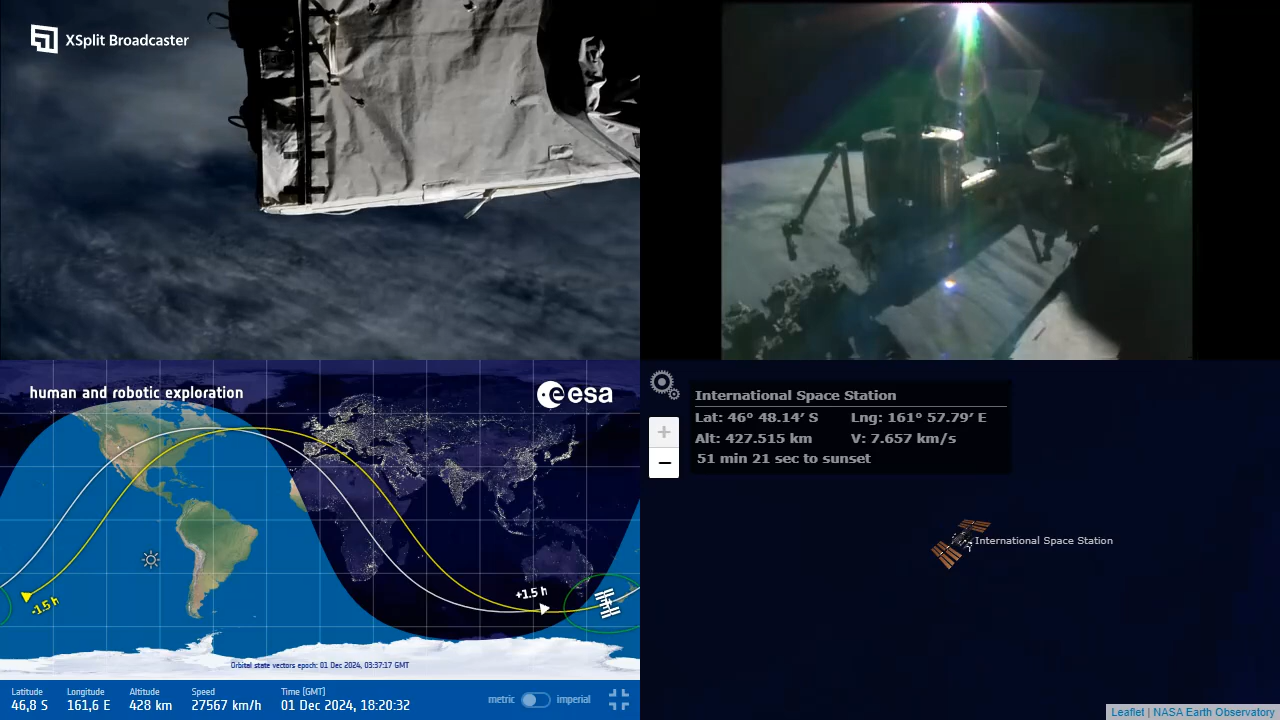 XSplit Broadcaster
human and robotic exploration
esa
-1.5 h
+1.5 h
Orbital state vectors epoch: 01 Dec 2024, 03:37:17 GMT
Latitude
46,8 S
Longitude
161,6 E
Altitude
426 km
Speed
27567 km/h
Time [GMT]
01 Dec 2024, 18:20:32
metric
imperial
+
−
International Space Station
Lat: 46° 48.14′ S Lng: 161° 57.79′ E
Alt: 427.515 km V: 7.657 km/s
51 min 21 sec to sunset
International Space Station
Leaflet | NASA Earth Observatory